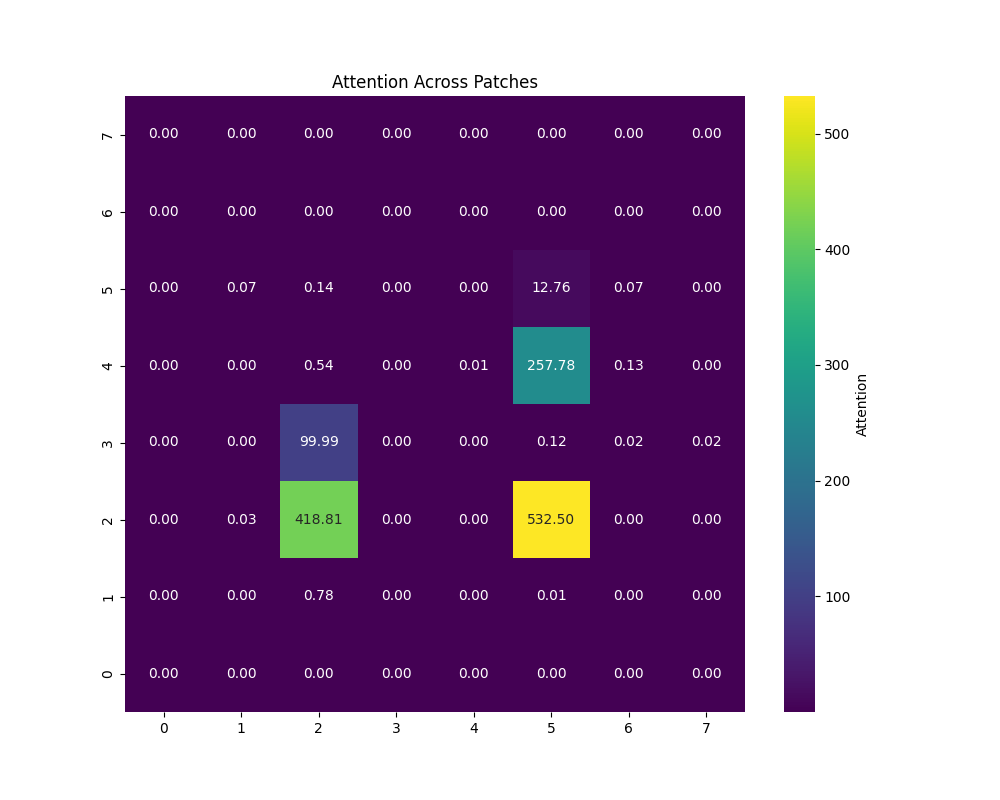 Attention Across Patches
7 0.00 0.00 0.00 0.00 0.00 0.00 0.00 0.00
6 0.00 0.00 0.00 0.00 0.00 0.00 0.00 0.00
5 0.00 0.07 0.14 0.00 0.00 12.76 0.07 0.00
4 0.00 0.00 0.54 0.00 0.01 257.78 0.13 0.00
3 0.00 0.00 99.99 0.00 0.00 0.12 0.02 0.02
2 0.00 0.03 418.81 0.00 0.00 532.50 0.00 0.00
1 0.00 0.00 0.78 0.00 0.00 0.01 0.00 0.00
0 0.00 0.00 0.00 0.00 0.00 0.00 0.00 0.00
0 1 2 3 4 5 6 7
500
400
300
200
100
Attention